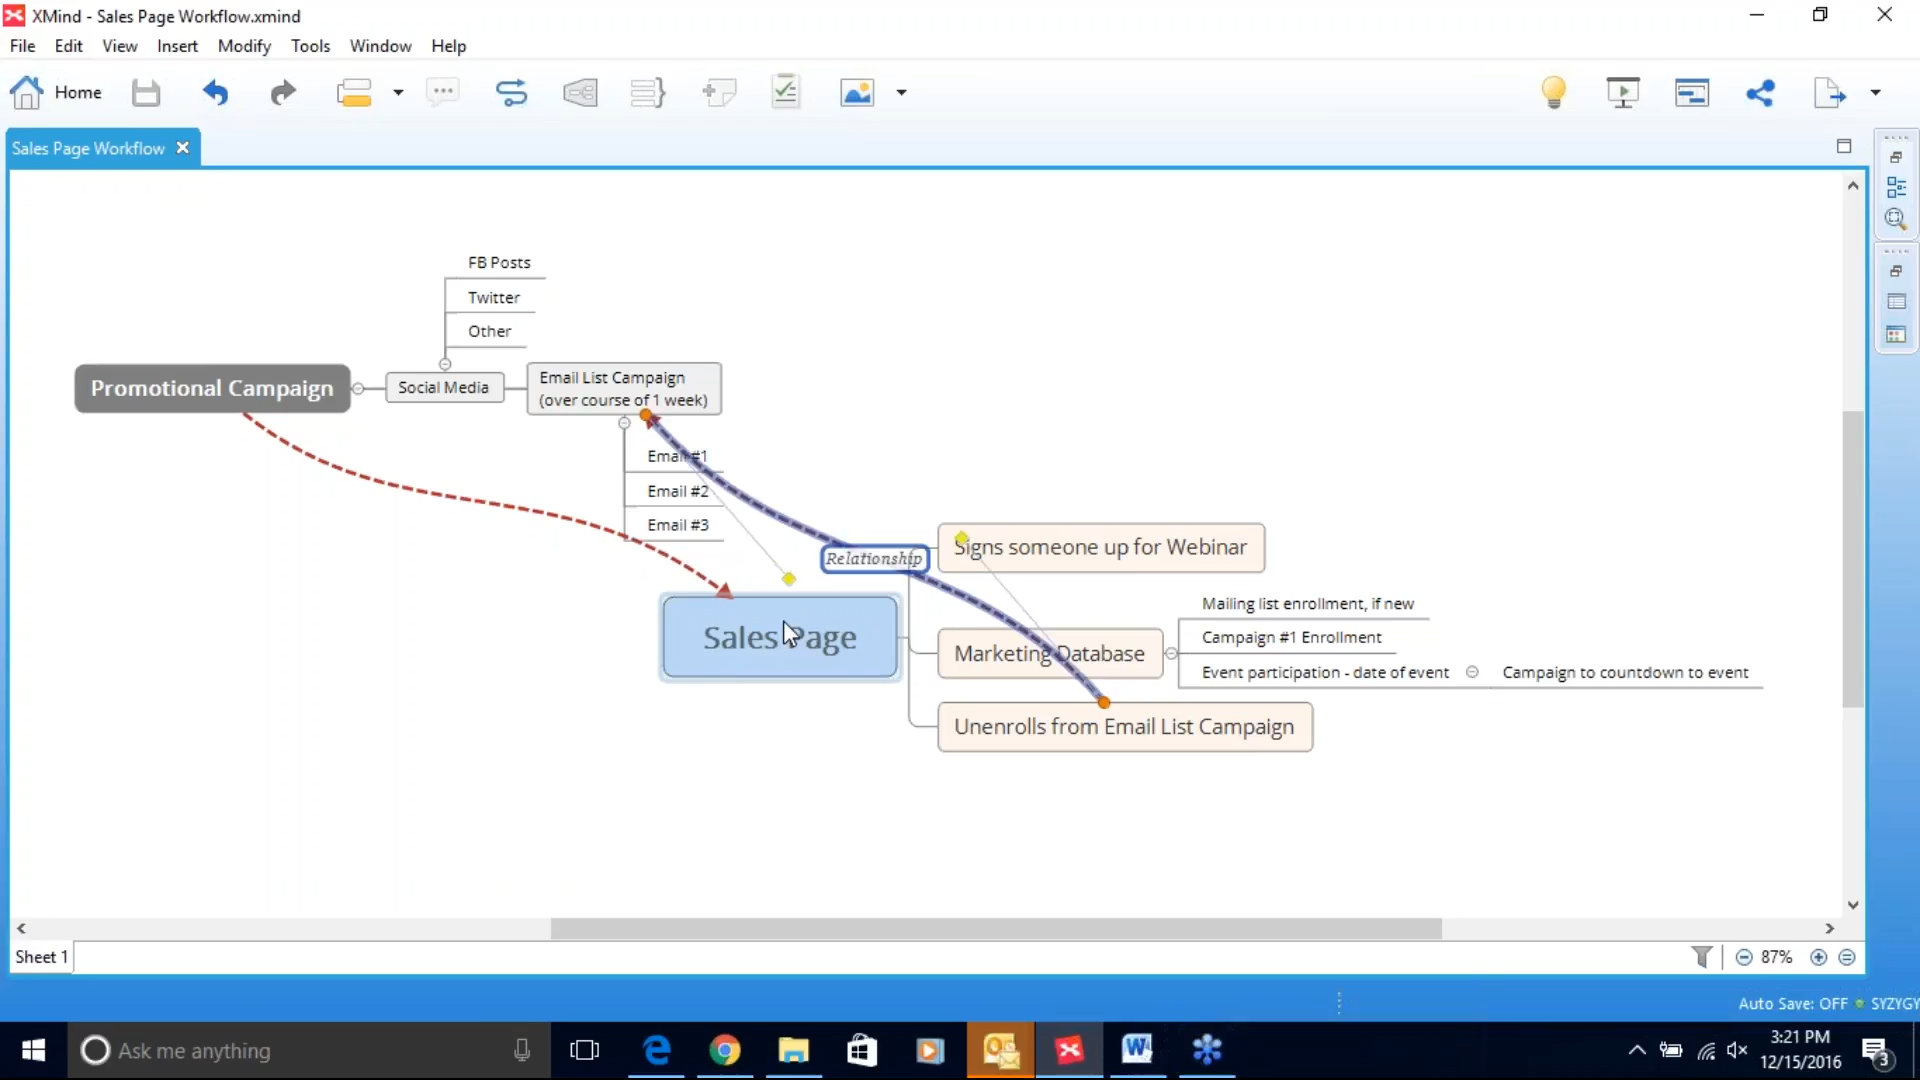 XMind - Sales Page Workflow.xmind
File Edit View Insert Modify Tools Window Help
Home
Sales Page Workflow
FB Posts
Twitter
Other
Promotional Campaign
Social Media
Email List Campaign
(over course of 1 week)
Email #1
Email #2
Email #3
Relationship
Signs someone up for Webinar
Sales Page
Marketing Database
Mailing list enrollment, if new
Campaign #1 Enrollment
Event participation - date of event
Campaign to countdown to event
Unenrolls from Email List Campaign
Sheet 1
87%
Auto Save: OFF SYZYGY
Ask me anything
3:21 PM
12/15/2016
3